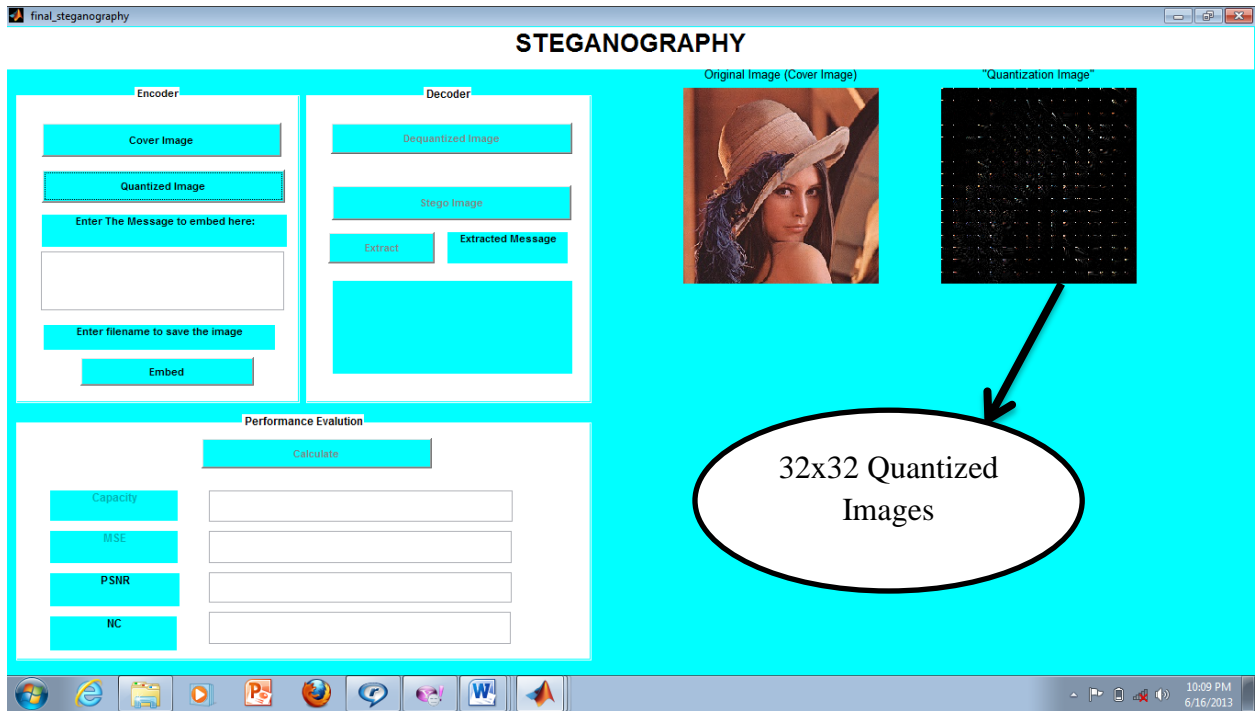 final_steganography
STEGANOGRAPHY
Encoder
Cover Image
Quantized Image
Enter The Message to embed here:
Enter filename to save the image
Embed
Decoder
Dequantized Image
Stego Image
Extract
Extracted Message
Performance Evalution
Calculate
Capacity
MSE
PSNR
NC
Original Image (Cover Image)
"Quantization Image"
32x32 Quantized
Images
10:09 PM
6/16/2013